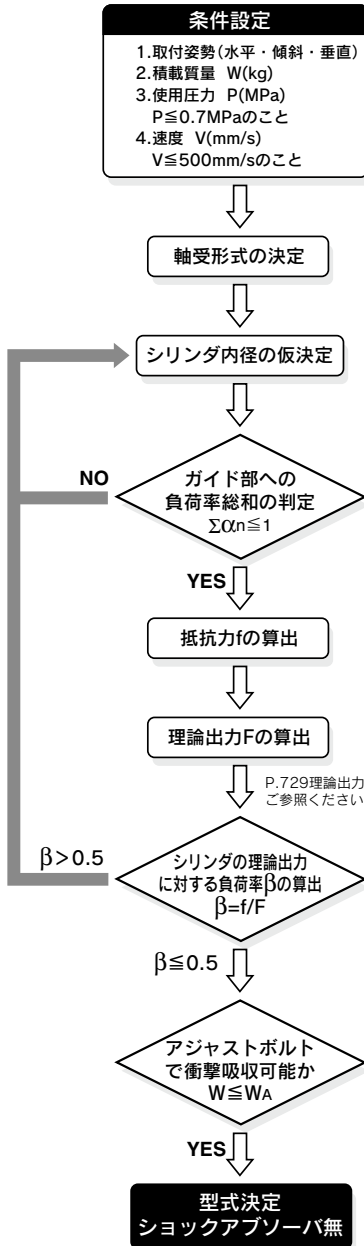 条件設定
1.取付姿勢(水平・傾斜・垂直)
2.積載質量 W(kg)
3.使用圧力 P(MPa)
P≦0.7MPaのこと
4.速度 V(mm/s)
V≦500mm/sのこと
軸受形式の決定
シリンダ内径の仮決定
NO
ガイド部への
負荷率総和の判定
Σαn≦1
YES
抵抗力fの算出
理論出力Fの算出
P.729理論出力
ご参照ください
β>0.5
シリンダの理論出力
に対する負荷率βの算出
β=f/F
β≦0.5
アジャストボルト
で衝撃吸収可能か
W≦WA
YES
型式決定
ショックアブソーバ無